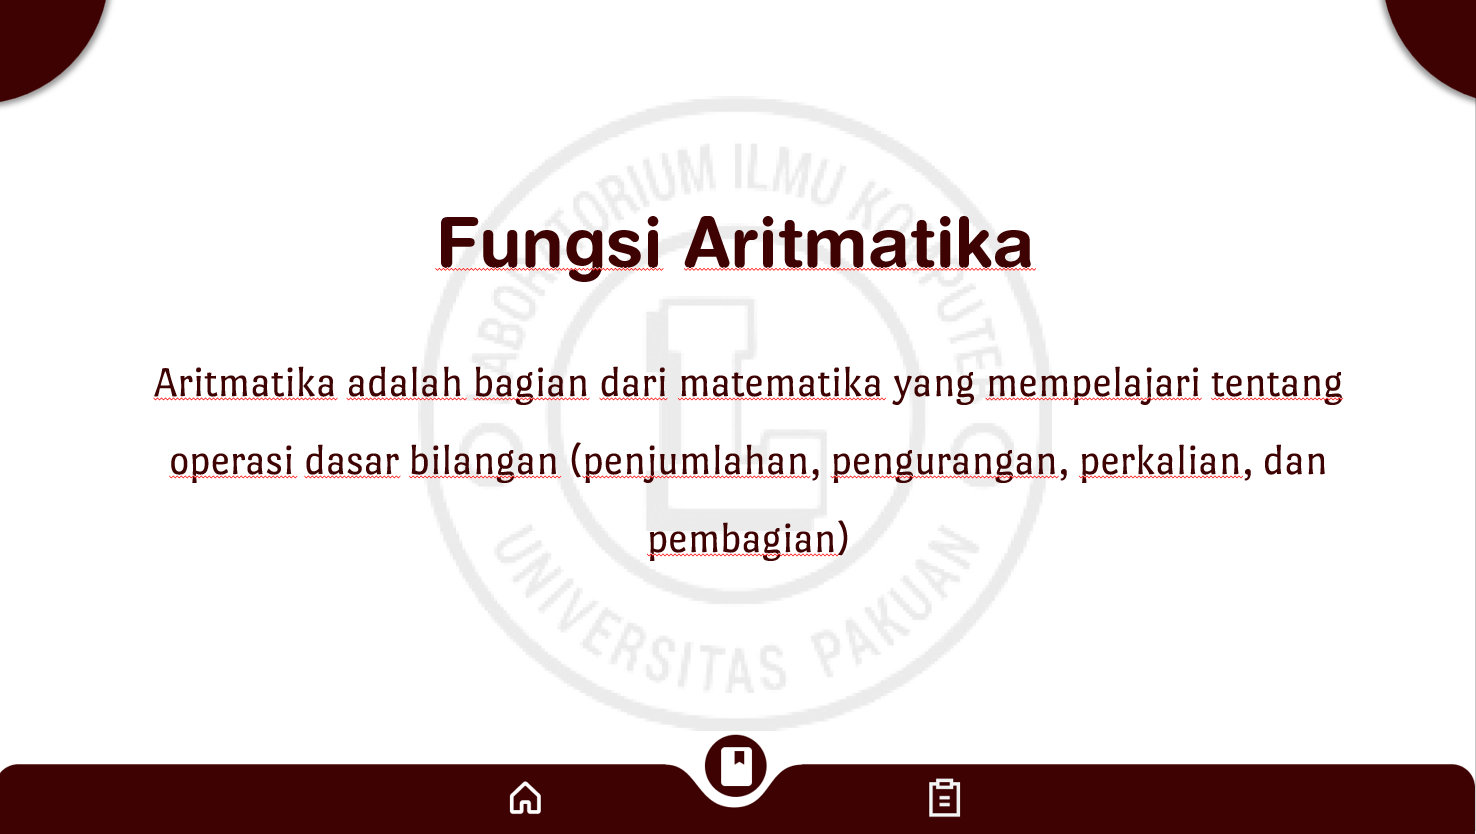 LABORATORIUM ILMU KOMPUTER
Fungsi Aritmatika
Aritmatika adalah bagian dari matematika yang mempelajari tentang
operasi dasar bilangan (penjumlahan, pengurangan, perkalian, dan
pembagian)
UNIVERSITAS PAKUAN